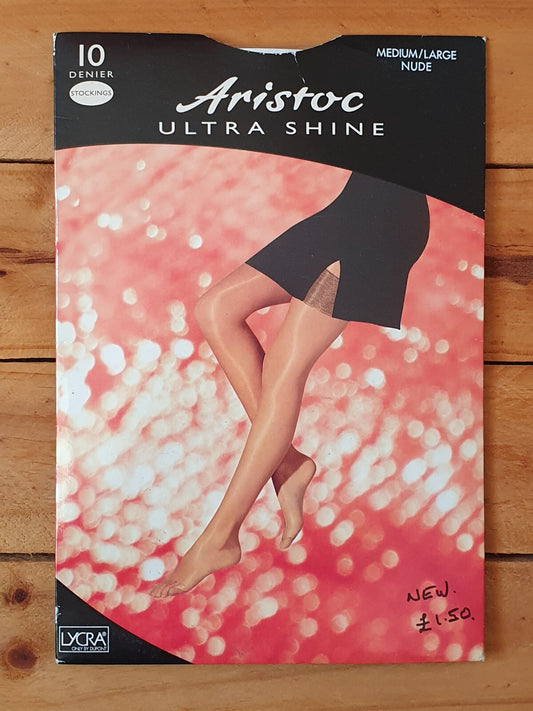 10
DENIER
STOCKINGS
MEDIUM/LARGE
NUDE
Aristoc
ULTRA SHINE
NEW.
£1.50.
LYCRA®
ONLY BY DUPONT